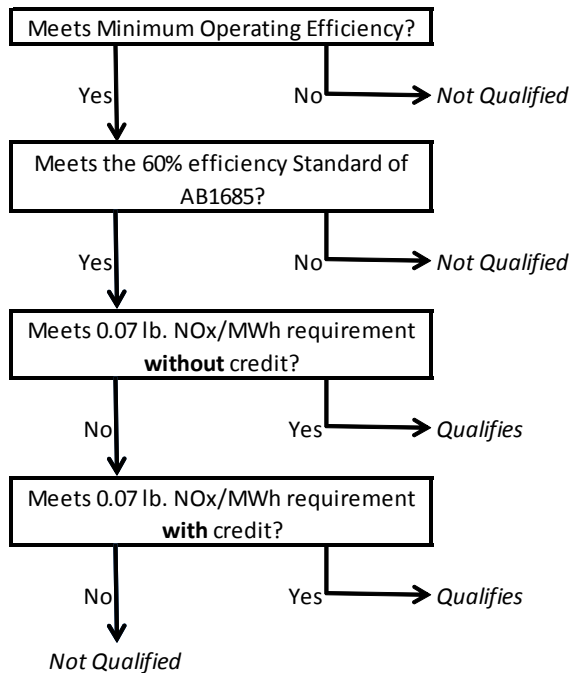 Meets Minimum Operating Efficiency?
Yes
No
Not Qualified
Meets the 60% efficiency Standard of
AB1685?
Yes
No
Not Qualified
Meets 0.07 lb. NOx/MWh requirement
without credit?
No
Yes
Qualifies
Meets 0.07 lb. NOx/MWh requirement
with credit?
No
Yes
Qualifies
Not Qualified